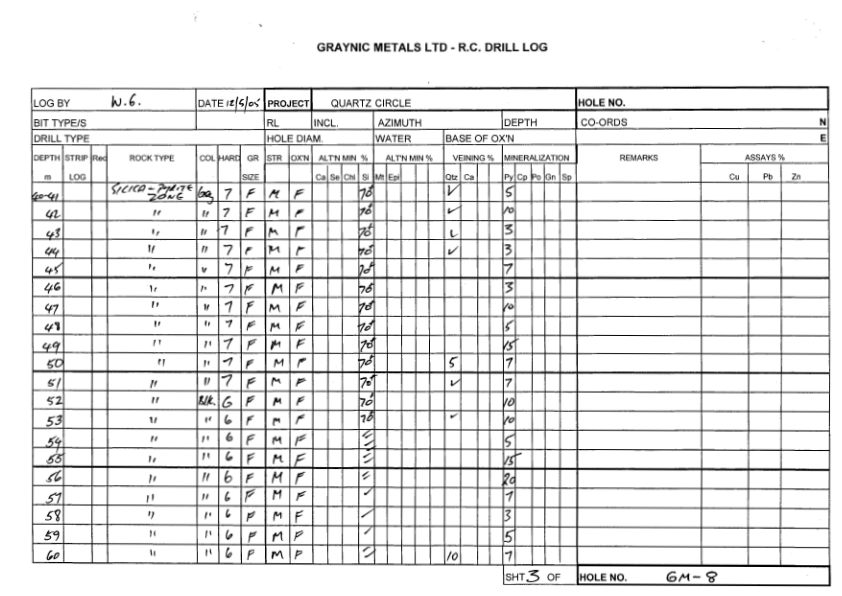 GRAYNIC METALS LTD - R.C. DRILL LOG
LOG BY W.G. DATE 12/5/05 PROJECT QUARTZ CIRCLE HOLE NO.
BIT TYPE/S RL INCL. AZIMUTH DEPTH CO-ORDS N
DRILL TYPE HOLE DIAM. WATER BASE OF OX'N E
DEPTH STRIP Rec ROCK TYPE COL HARD GR STR OX'N ALT'N MIN % ALT'N MIN % VEINING % MINERALIZATION REMARKS ASSAYS %
m LOG SIZE Ca Se Chl Si Mt Epi Qtz Ca Py Cp Po Gn Sp Cu Pb Zn
40-41 SILICA-PYRITE ZONE 7 F M F 70+ ✓ 5
42 " " 7 F M F 70+ ✓ 10
43 " " 7 F M F 70+ ✓ 3
44 " " 7 F M F 70+ ✓ 3
45 " " 7 F M F 70+ 7
46 " " 7 F M F 70+ 3
47 " " 7 F M F 70+ 10
48 " " 7 F M F 70+ 5
49 " " 7 F M F 70+ 15
50 " " 7 F M F 70+ 5 7
51 " " 7 F M F 70+ ✓ 7
52 " Blk. 6 F M F 70+ 10
53 " " 6 F M F 70+ ✓ 10
54 " " 6 F M F 5
55 " " 6 F M F 15
56 " " 6 F M F 20
57 " " 6 F M F 7
58 " " 6 F M F 3
59 " " 6 F M F 5
60 " " 6 F M F 10 7
SHT 3 OF HOLE NO. GM-8